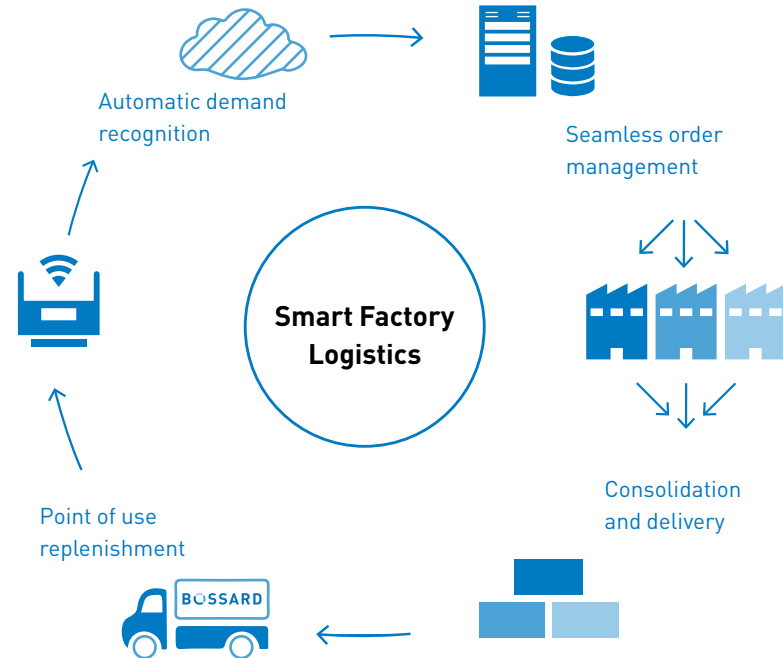 Automatic demand
recognition
Seamless order
management
Smart Factory
Logistics
Consolidation
and delivery
Point of use
replenishment
BOSSARD